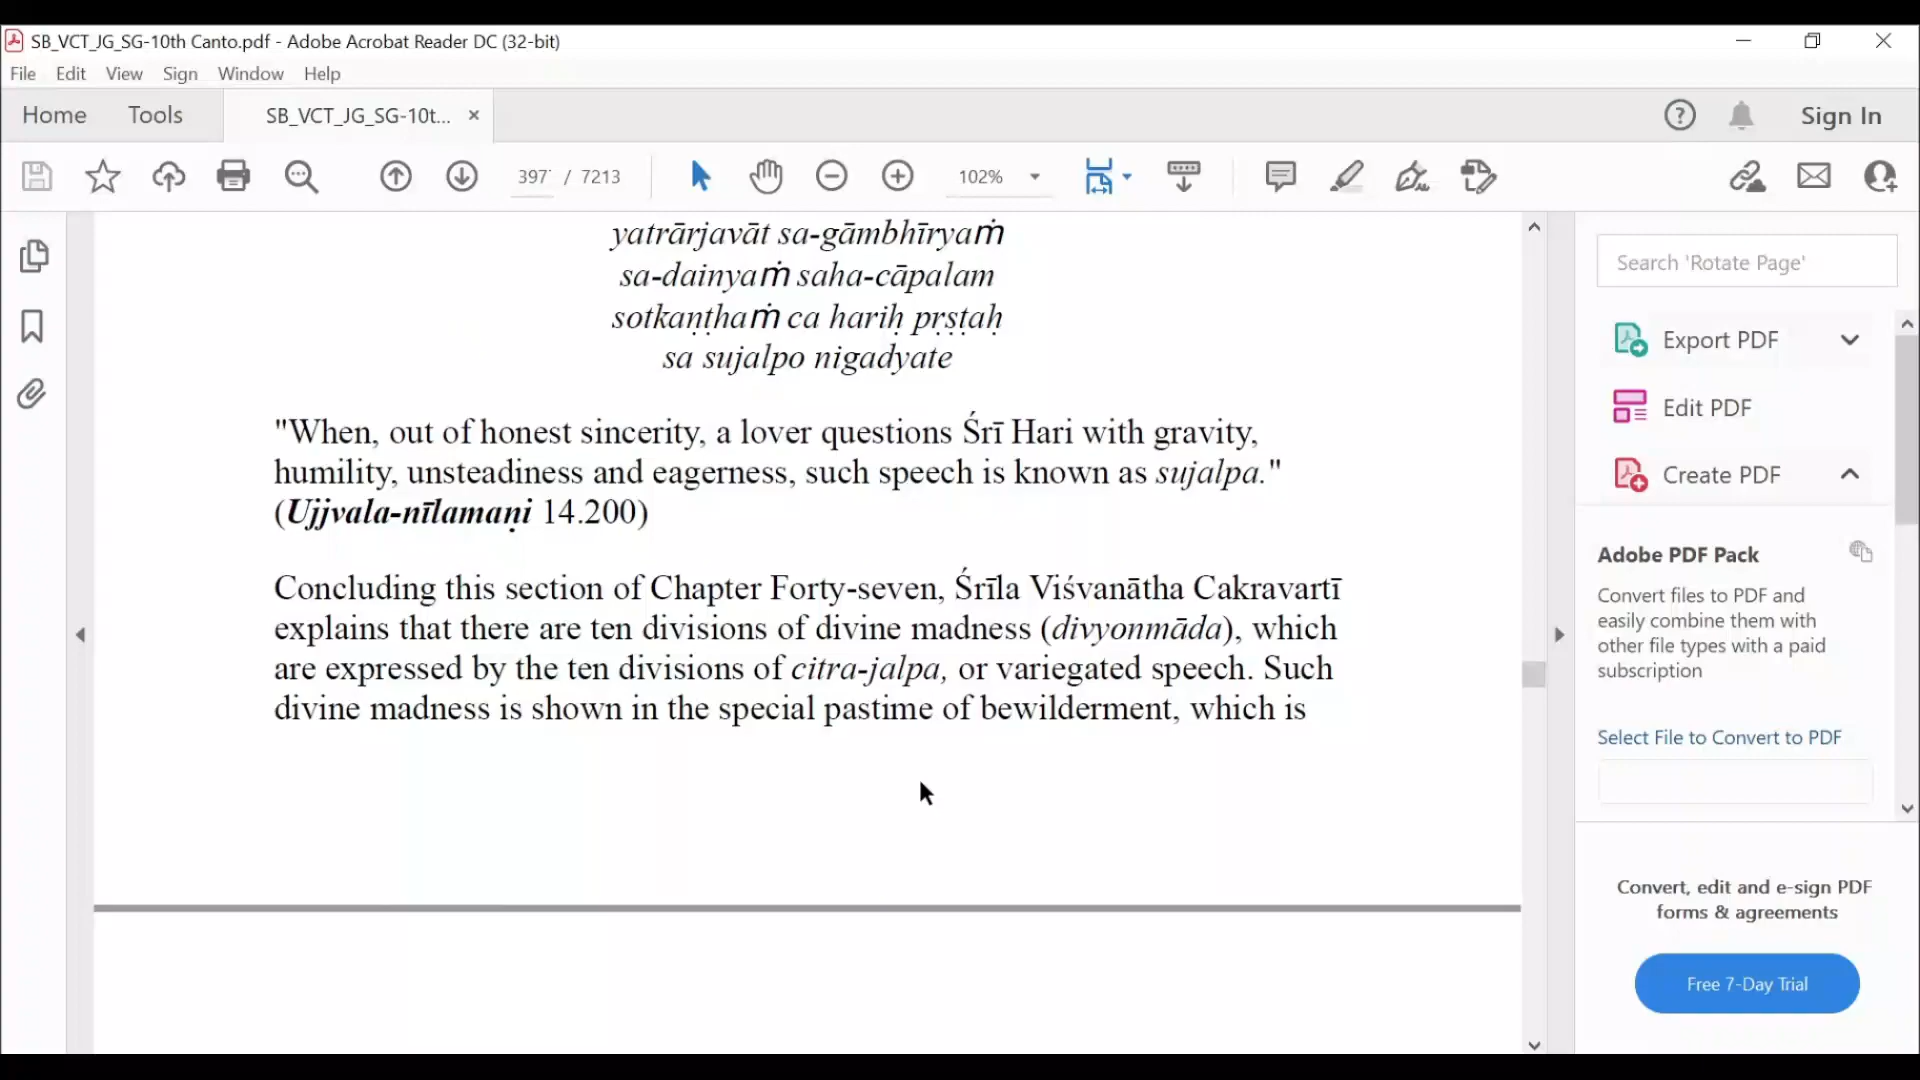 SB_VCT_JG_SG-10th Canto.pdf - Adobe Acrobat Reader DC (32-bit)
File Edit View Sign Window Help
Home Tools SB_VCT_JG_SG-10t... × Sign In
397 / 7213 102%
yatrārjavāt sa-gāmbhīryaṁ
sa-dainyaṁ saha-cāpalam
sotkaṇṭhaṁ ca hariḥ pṛṣṭaḥ
sa sujalpo nigadyate
"When, out of honest sincerity, a lover questions Śrī Hari with gravity,
humility, unsteadiness and eagerness, such speech is known as sujalpa."
(Ujjvala-nīlamaṇi 14.200)
Concluding this section of Chapter Forty-seven, Śrīla Viśvanātha Cakravartī
explains that there are ten divisions of divine madness (divyonmāda), which
are expressed by the ten divisions of citra-jalpa, or variegated speech. Such
divine madness is shown in the special pastime of bewilderment, which is
Search 'Rotate Page'
Export PDF
Edit PDF
Create PDF
Adobe PDF Pack
Convert files to PDF and
easily combine them with
other file types with a paid
subscription
Select File to Convert to PDF
Convert, edit and e-sign PDF
forms & agreements
Free 7-Day Trial